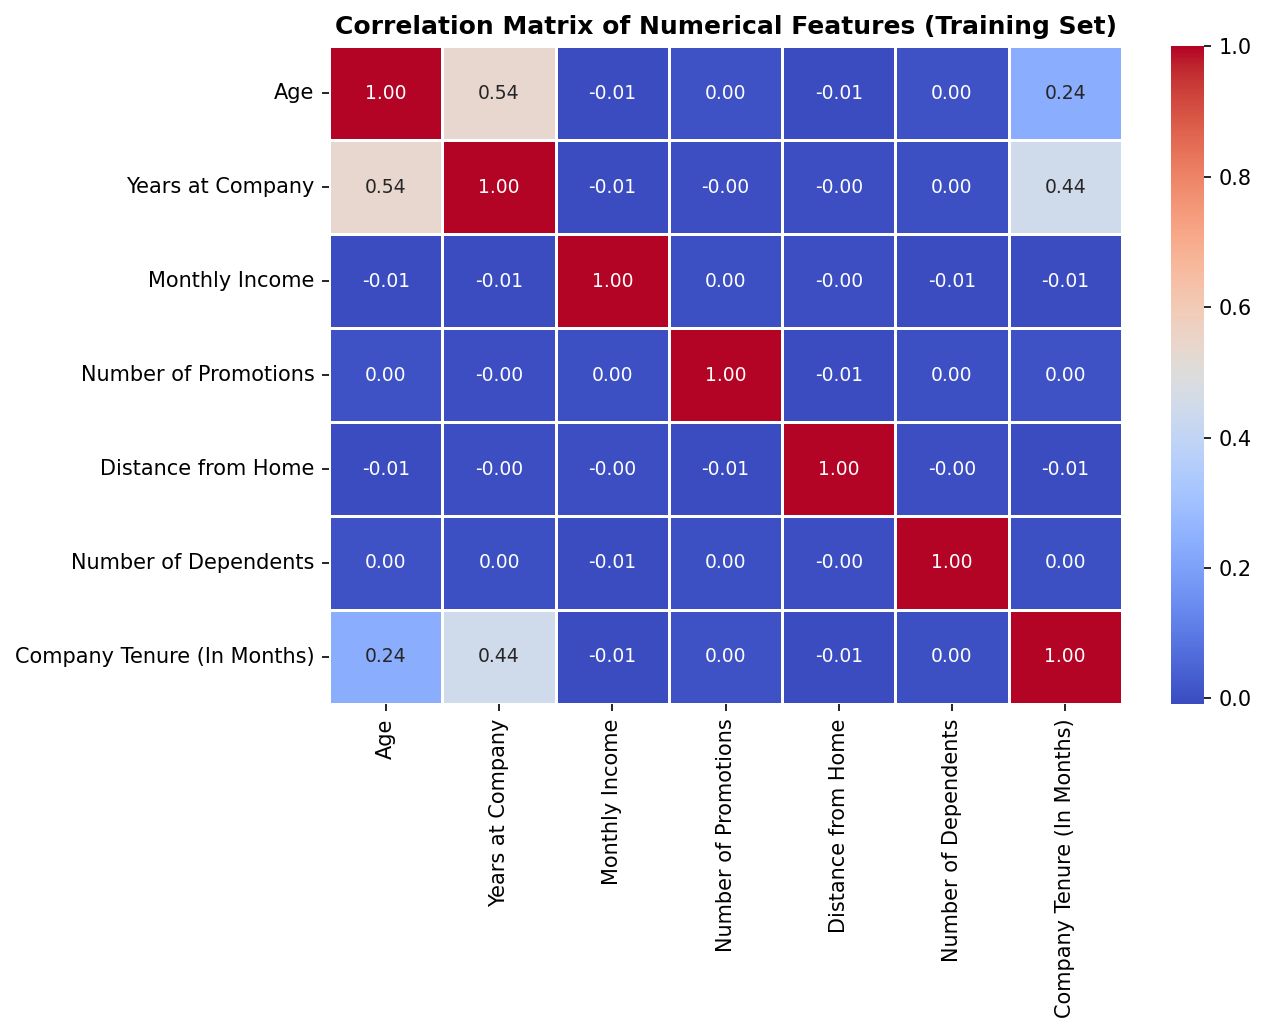 Correlation Matrix of Numerical Features (Training Set)
Age 1.00 0.54 -0.01 0.00 -0.01 0.00 0.24
Years at Company 0.54 1.00 -0.01 -0.00 -0.00 0.00 0.44
Monthly Income -0.01 -0.01 1.00 0.00 -0.00 -0.01 -0.01
Number of Promotions 0.00 -0.00 0.00 1.00 -0.01 0.00 0.00
Distance from Home -0.01 -0.00 -0.00 -0.01 1.00 -0.00 -0.01
Number of Dependents 0.00 0.00 -0.01 0.00 -0.00 1.00 0.00
Company Tenure (In Months) 0.24 0.44 -0.01 0.00 -0.01 0.00 1.00
Age
Years at Company
Monthly Income
Number of Promotions
Distance from Home
Number of Dependents
Company Tenure (In Months)
1.0
0.8
0.6
0.4
0.2
0.0